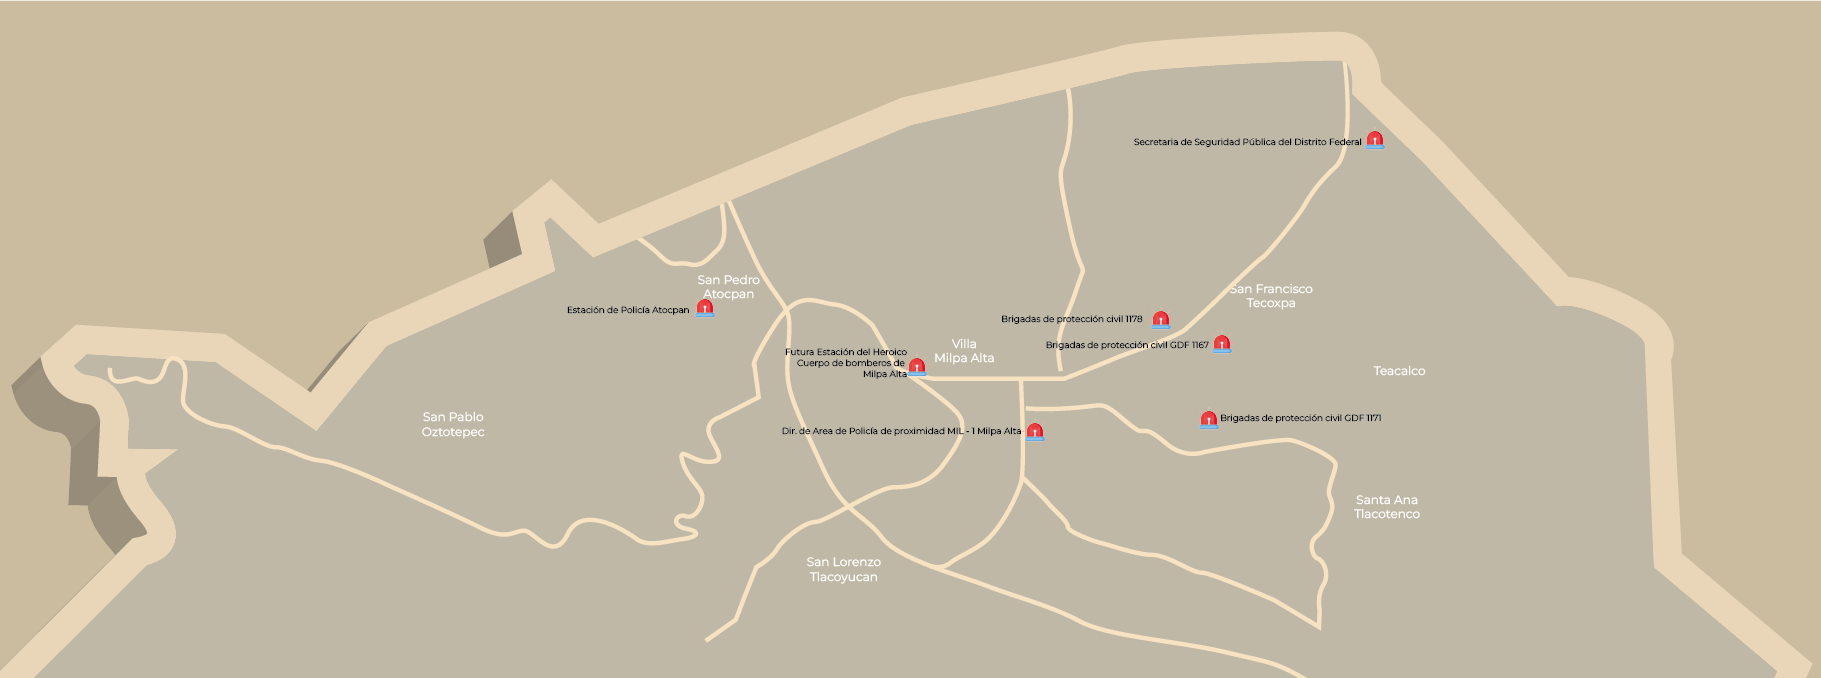 Secretaria de Seguridad Pública del Distrito Federal
San Pedro
Atocpan
Estación de Policía Atocpan
San Francisco
Tecoxpa
Brigadas de protección civil 1178
Brigadas de protección civil GDF 1167
Villa
Milpa Alta
Futura Estación del Heroico
Cuerpo de bomberos de
Milpa Alta
Teacalco
San Pablo
Oztotepec
Brigadas de protección civil GDF 1171
Dir. de Area de Policía de proximidad MIL - 1 Milpa Alta
Santa Ana
Tlacotenco
San Lorenzo
Tlacoyucan